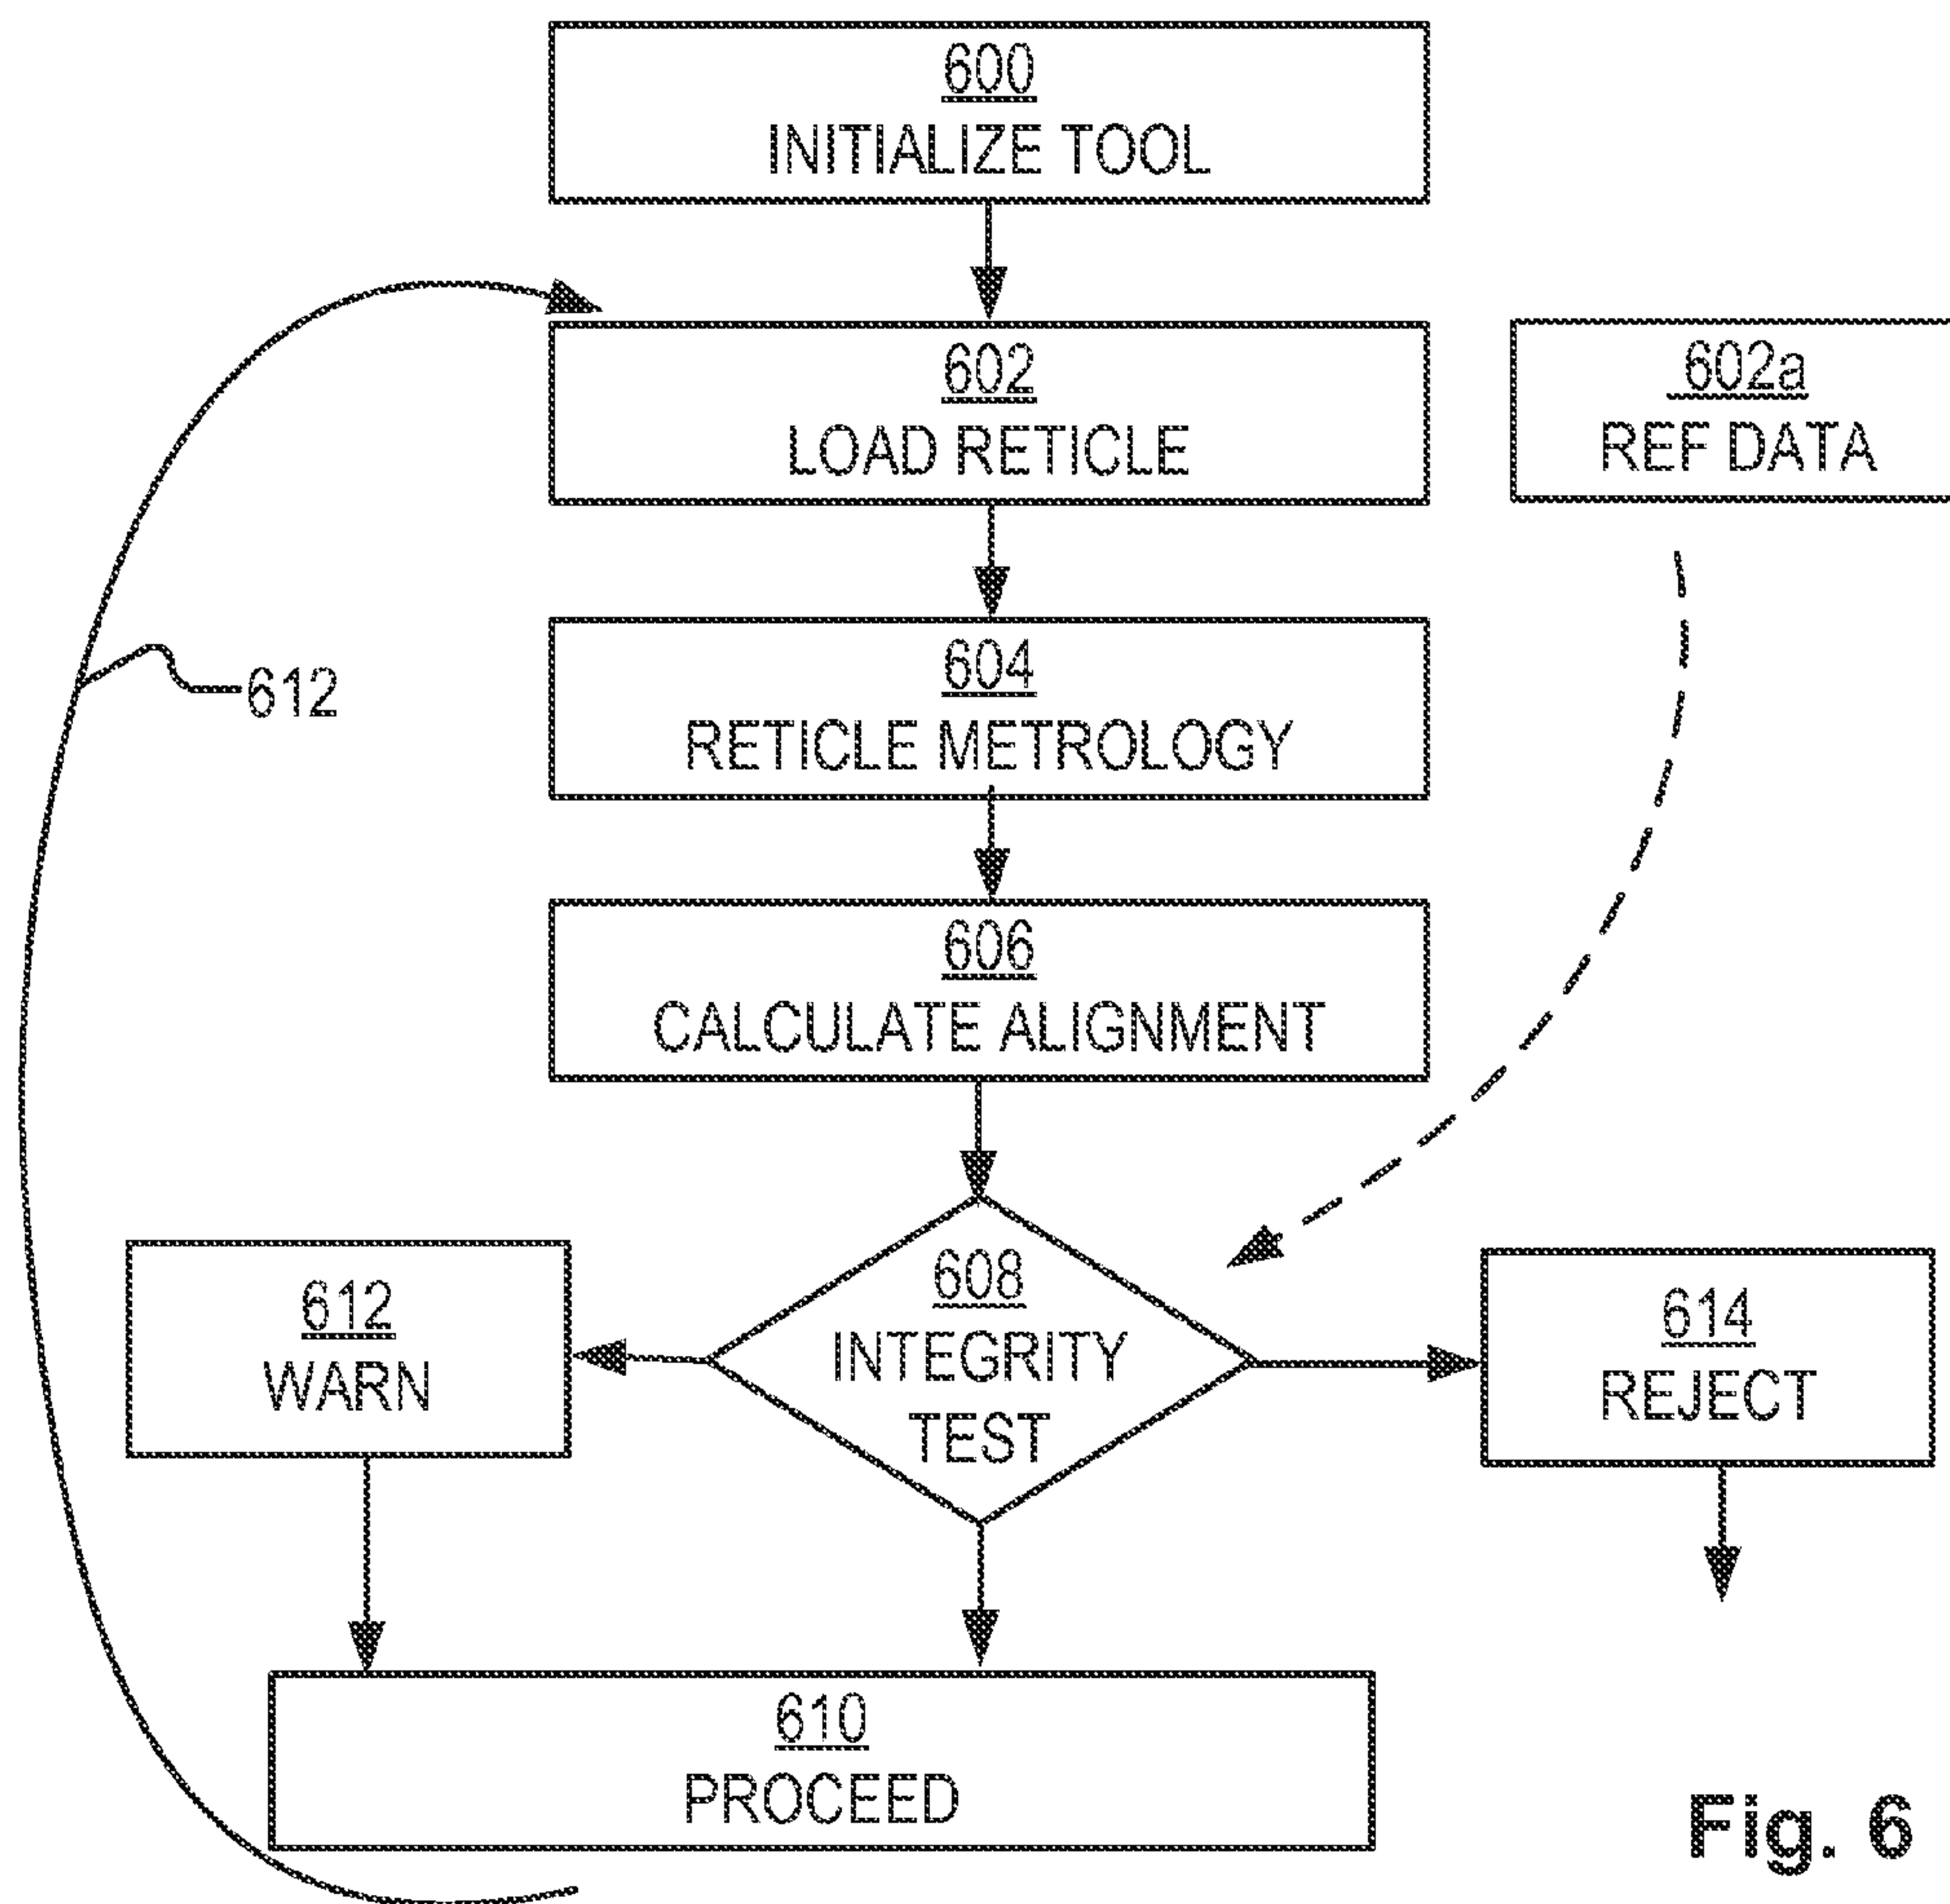 600
INITIALIZE TOOL
602
LOAD RETICLE
602a
REF DATA
604
RETICLE METROLOGY
612
606
CALCULATE ALIGNMENT
608
INTEGRITY
TEST
612
WARN
614
REJECT
610
PROCEED
Fig. 6